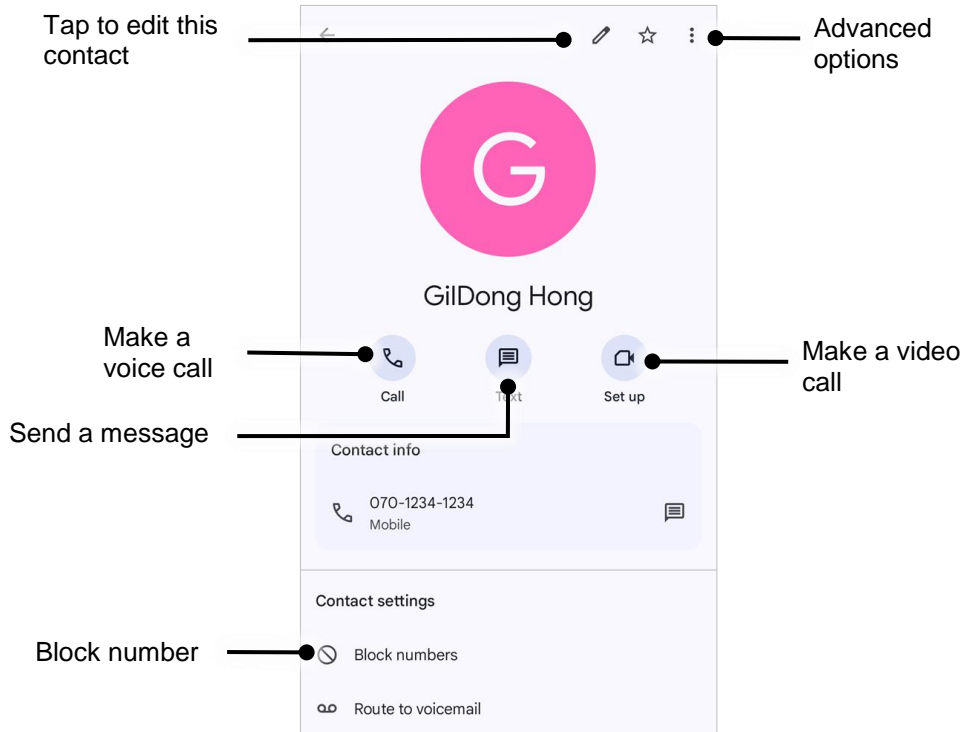 Tap to edit this
contact
Advanced
options
G
GilDong Hong
Make a
voice call
Make a video
call
Call
Text
Set up
Send a message
Contact info
070-1234-1234
Mobile
Contact settings
Block number
Block numbers
Route to voicemail